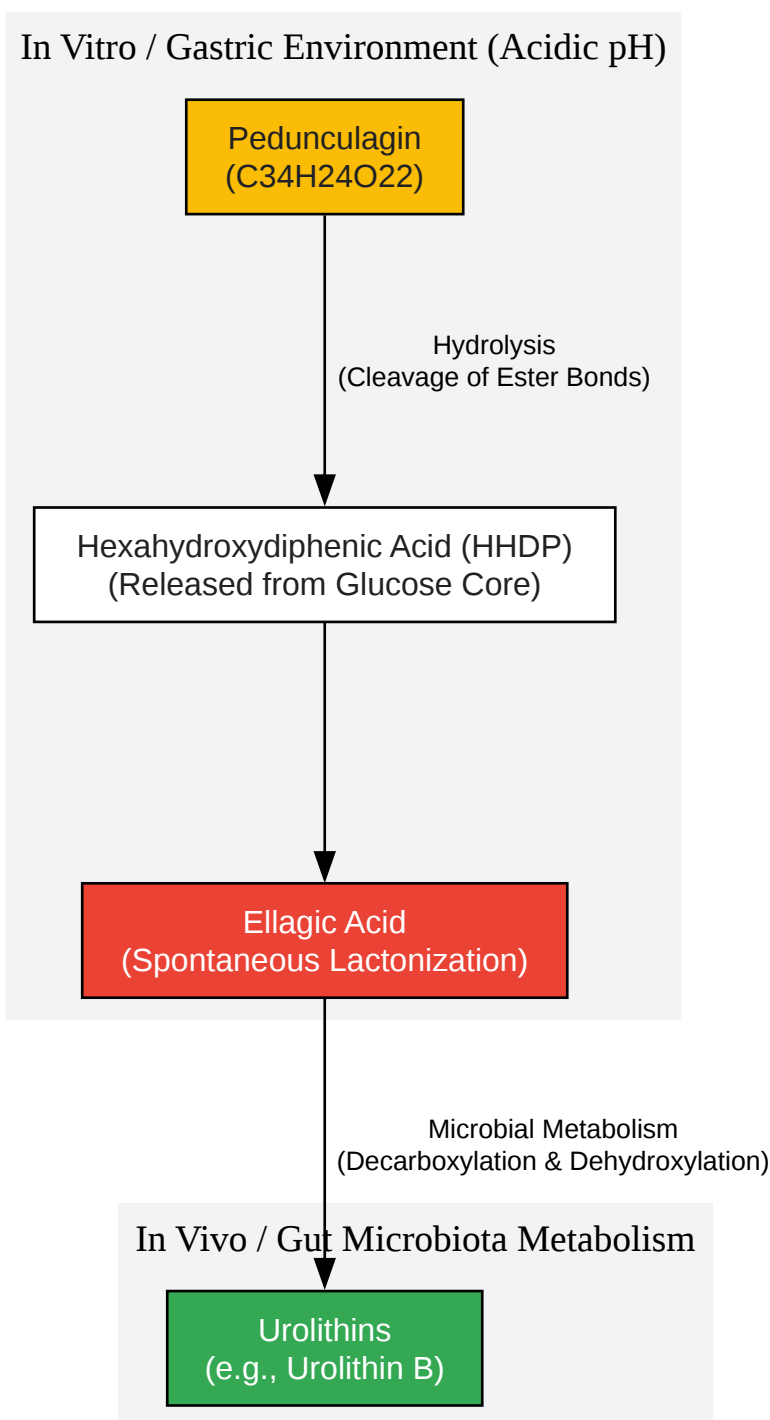 In Vitro / Gastric Environment (Acidic pH)
Pedunculagin
(C34H24O22)
Hydrolysis
(Cleavage of Ester Bonds)
Hexahydroxydiphenic Acid (HHDP)
(Released from Glucose Core)
Ellagic Acid
(Spontaneous Lactonization)
Microbial Metabolism
(Decarboxylation & Dehydroxylation)
In Vivo / Gut Microbiota Metabolism
Urolithins
(e.g., Urolithin B)